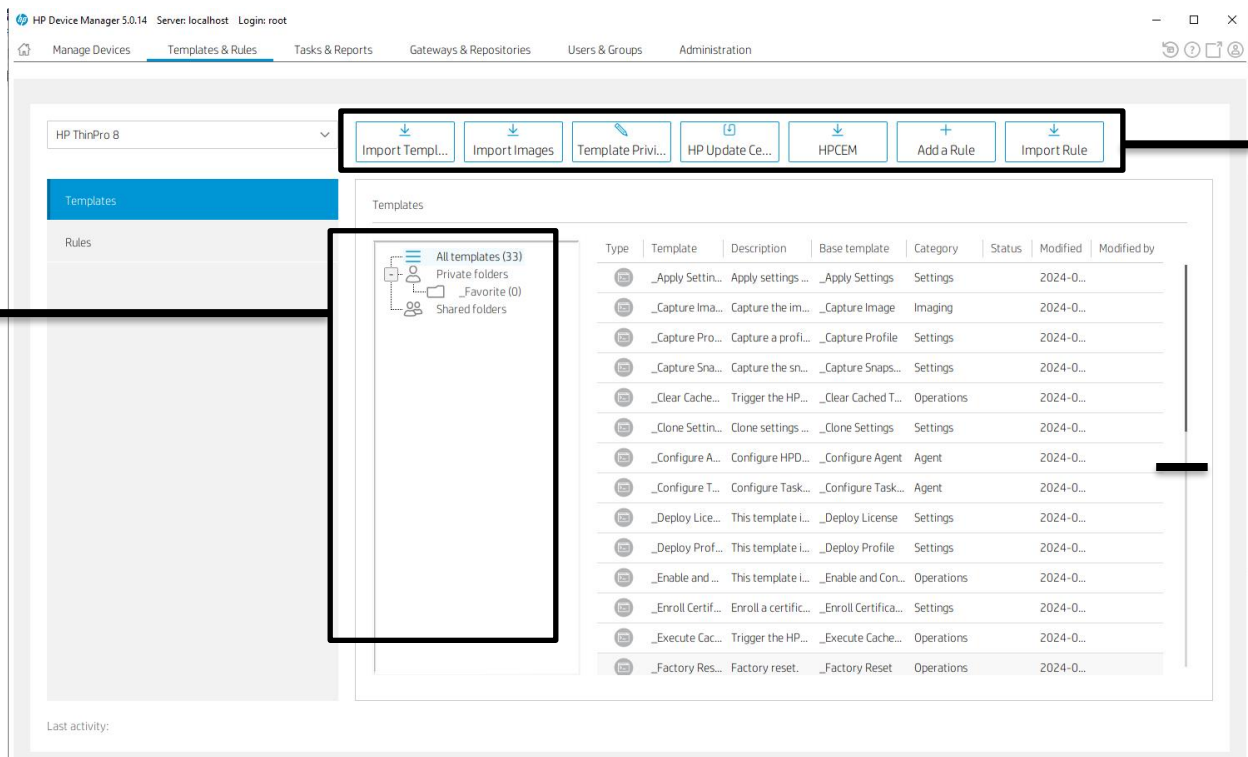 HP Device Manager 5.0.14 Server: localhost Login: root
Manage Devices Templates & Rules Tasks & Reports Gateways & Repositories Users & Groups Administration
HP ThinPro 8
Import Templ... Import Images Template Privi... HP Update Ce... HPCEM Add a Rule Import Rule
Templates
Rules
Templates
All templates (33)
Private folders
_Favorite (0)
Shared folders
Type Template Description Base template Category Status Modified Modified by
_Apply Settin... Apply settings ... _Apply Settings Settings 2024-0...
_Capture Ima... Capture the im... _Capture Image Imaging 2024-0...
_Capture Pro... Capture a profi... _Capture Profile Settings 2024-0...
_Capture Sna... Capture the sn... _Capture Snaps... Settings 2024-0...
_Clear Cache... Trigger the HP... _Clear Cached T... Operations 2024-0...
_Clone Settin... Clone settings ... _Clone Settings Settings 2024-0...
_Configure A... Configure HPD... _Configure Agent Agent 2024-0...
_Configure T... Configure Task... _Configure Task... Agent 2024-0...
_Deploy Lice... This template i... _Deploy License Settings 2024-0...
_Deploy Prof... This template i... _Deploy Profile Settings 2024-0...
_Enable and ... This template i... _Enable and Con... Operations 2024-0...
_Enroll Certif... Enroll a certific... _Enroll Certifica... Settings 2024-0...
_Execute Cac... Trigger the HP... _Execute Cache... Operations 2024-0...
_Factory Res... Factory reset. _Factory Reset Operations 2024-0...
Last activity: